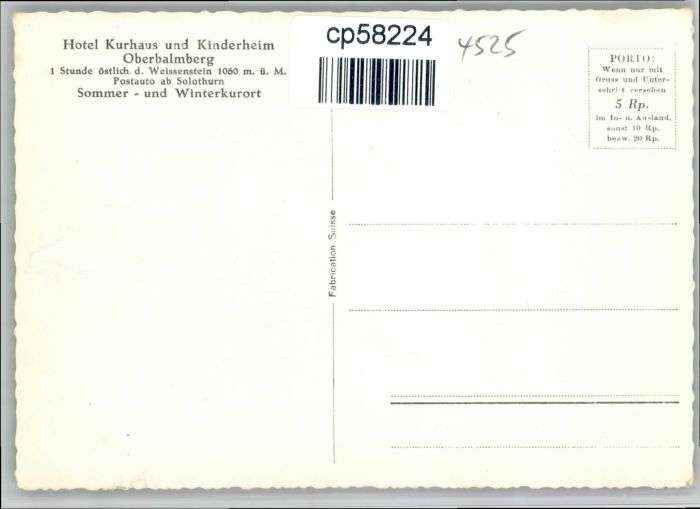 Hotel Kurhaus und Kinderheim
Oberbalmberg
1 Stunde östlich d. Weissenstein 1060 m. ü. M.
Postauto ab Solothurn
Sommer - und Winterkurort
cp58224
4525
PORTO:
Wenn nur mit
Gruss und Unter-
schrift versehen
5 Rp.
im In- u. Ausland,
sonst 10 Rp.
bezw. 20 Rp.
Fabrication Suisse